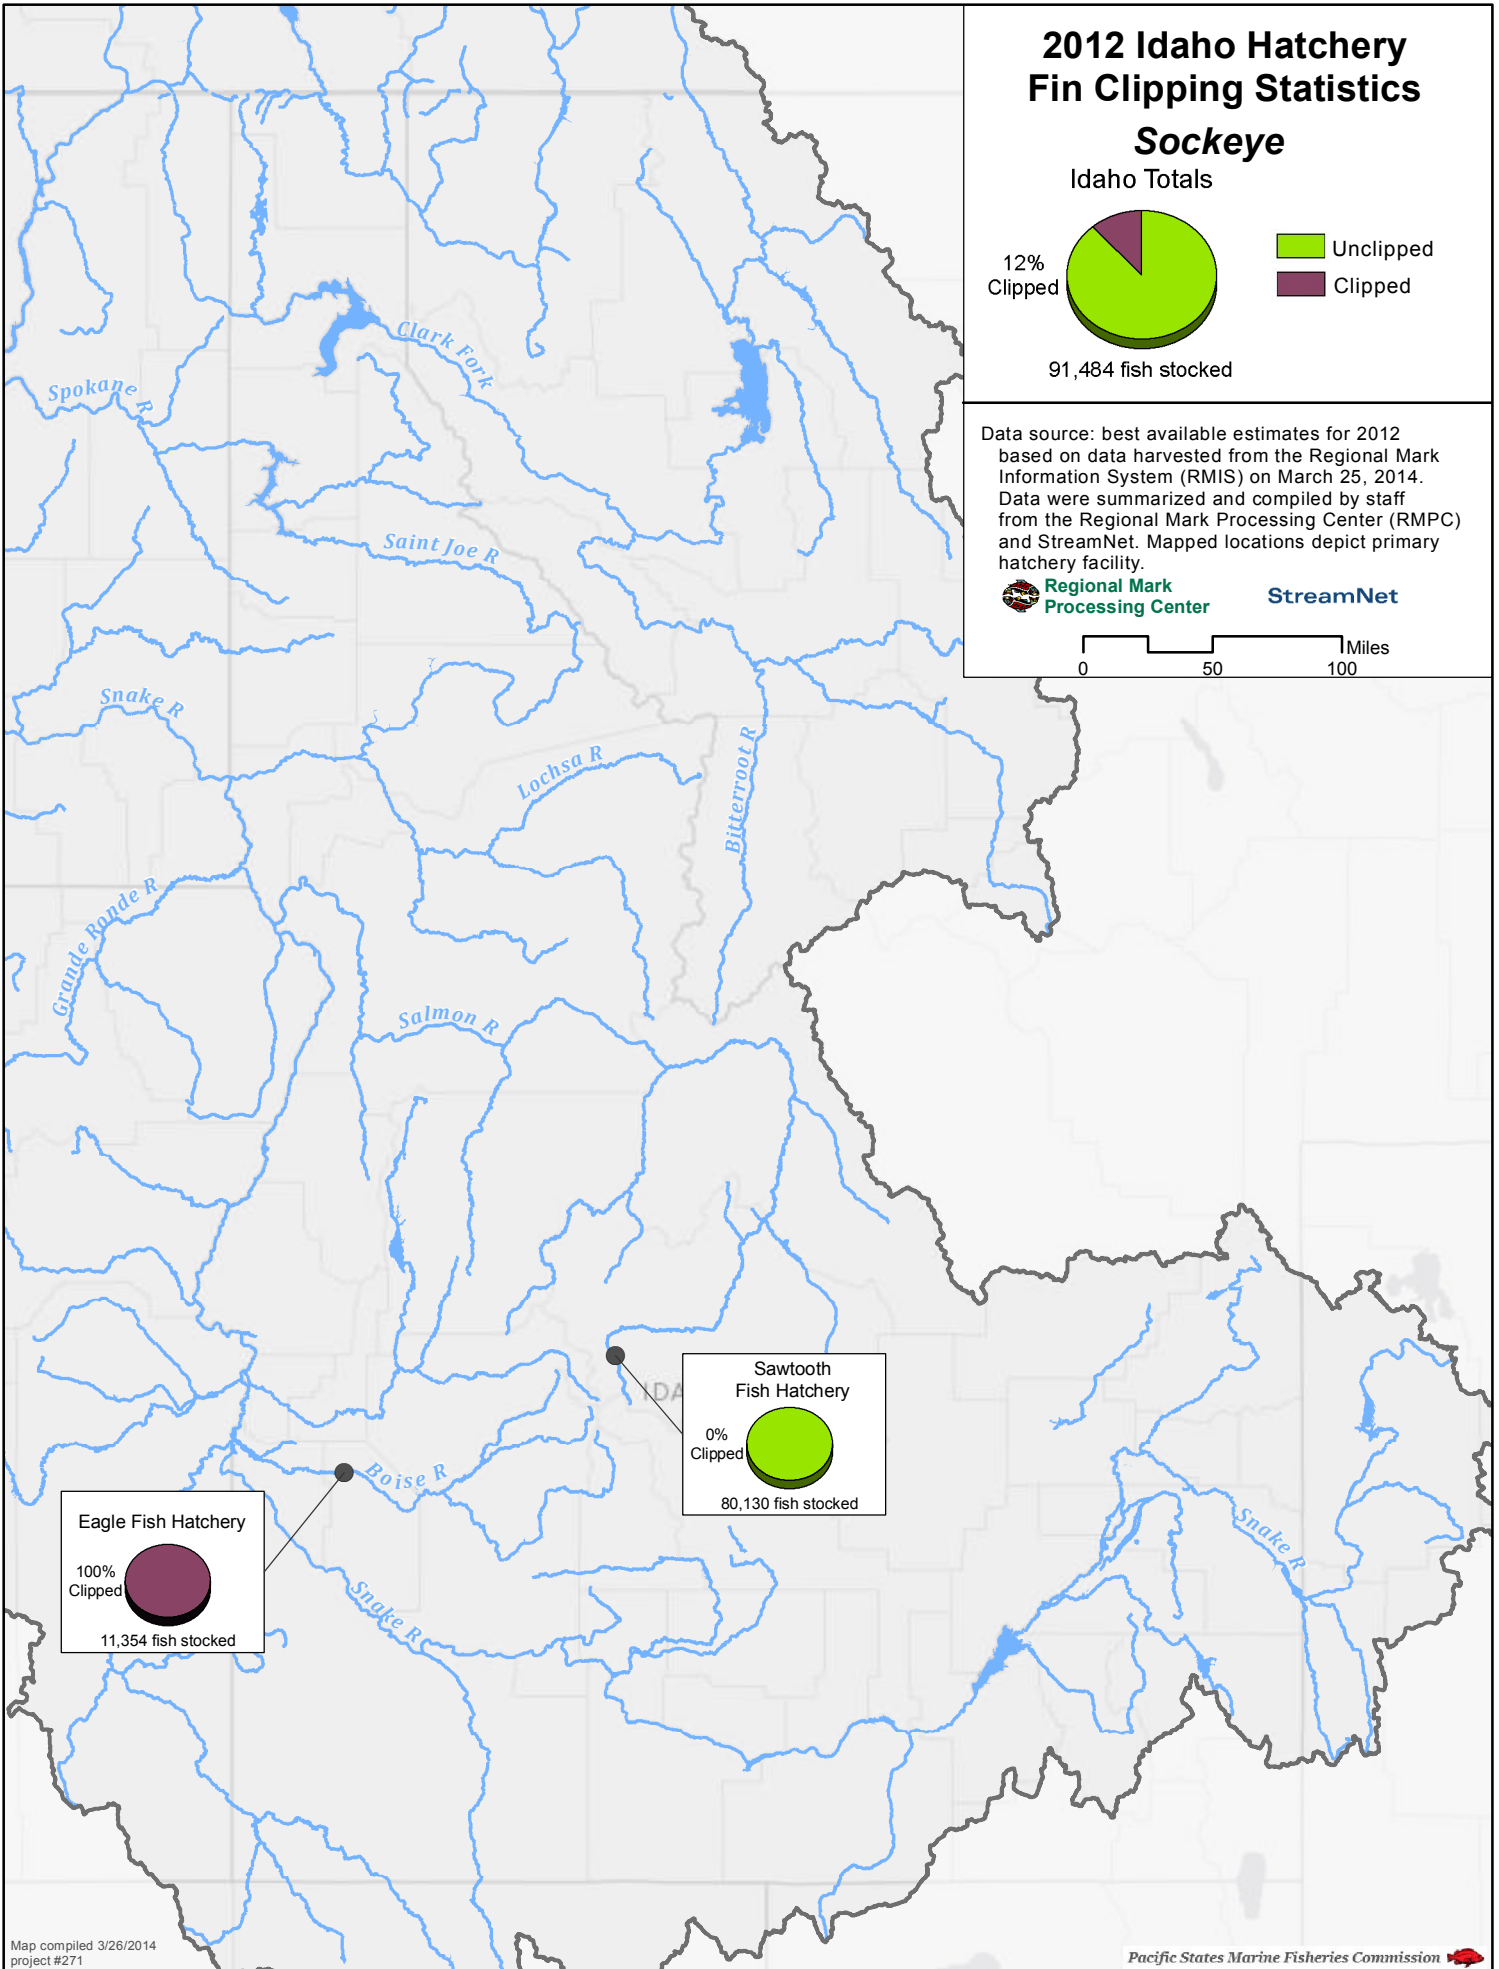 2012 Idaho Hatchery
Fin Clipping Statistics
Sockeye
Idaho Totals
12%
Clipped
Unclipped
Clipped
91,484 fish stocked
Data source: best available estimates for 2012
based on data harvested from the Regional Mark
Information System (RMIS) on March 25, 2014.
Data were summarized and compiled by staff
from the Regional Mark Processing Center (RMPC)
and StreamNet. Mapped locations depict primary
hatchery facility.
Regional Mark
Processing Center
StreamNet
Miles
0 50 100
Clark Fork
Spokane R
Saint Joe R
Snake R
Lochsa R
Bitterroot R
Grande Ronde R
Salmon R
IDA
Sawtooth
Fish Hatchery
0%
Clipped
80,130 fish stocked
Boise R
Eagle Fish Hatchery
100%
Clipped
11,354 fish stocked
Snake R
Snake R
Map compiled 3/26/2014
project #271
Pacific States Marine Fisheries Commission